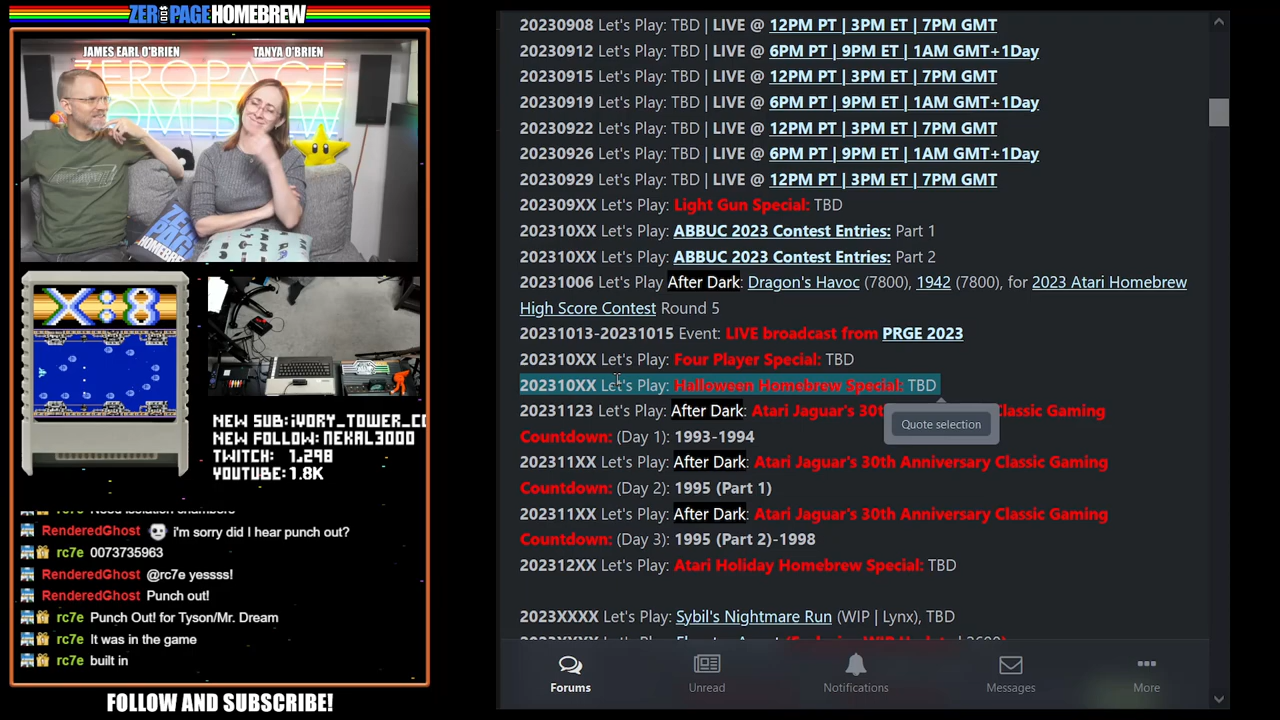 ZERO PAGE HOMEBREW
JAMES EARL O'BRIEN
TANYA O'BRIEN
ZEROPAGE
HOMEBREW
ZERO PAGE
HOMEBREW
X:8
NEW SUB: IVORY_TOWER_CO
NEW FOLLOW: NEKAL3000
TWITCH: 1,298
YOUTUBE: 1.8K
rc7e Need isolation chambers
RenderedGhost i'm sorry did I hear punch out?
rc7e 0073735963
RenderedGhost @rc7e yessss!
RenderedGhost Punch out!
rc7e Punch Out! for Tyson/Mr. Dream
rc7e It was in the game
rc7e built in
FOLLOW AND SUBSCRIBE!
20230908 Let's Play: TBD | LIVE @ 12PM PT | 3PM ET | 7PM GMT
20230912 Let's Play: TBD | LIVE @ 6PM PT | 9PM ET | 1AM GMT+1Day
20230915 Let's Play: TBD | LIVE @ 12PM PT | 3PM ET | 7PM GMT
20230919 Let's Play: TBD | LIVE @ 6PM PT | 9PM ET | 1AM GMT+1Day
20230922 Let's Play: TBD | LIVE @ 12PM PT | 3PM ET | 7PM GMT
20230926 Let's Play: TBD | LIVE @ 6PM PT | 9PM ET | 1AM GMT+1Day
20230929 Let's Play: TBD | LIVE @ 12PM PT | 3PM ET | 7PM GMT
202309XX Let's Play: Light Gun Special: TBD
202310XX Let's Play: ABBUC 2023 Contest Entries: Part 1
202310XX Let's Play: ABBUC 2023 Contest Entries: Part 2
20231006 Let's Play After Dark: Dragon's Havoc (7800), 1942 (7800), for 2023 Atari Homebrew
High Score Contest Round 5
20231013-20231015 Event: LIVE broadcast from PRGE 2023
202310XX Let's Play: Four Player Special: TBD
202310XX Let's Play: Halloween Homebrew Special: TBD
20231123 Let's Play: After Dark: Atari Jaguar's 30t Classic Gaming
Quote selection
Countdown: (Day 1): 1993-1994
202311XX Let's Play: After Dark: Atari Jaguar's 30th Anniversary Classic Gaming
Countdown: (Day 2): 1995 (Part 1)
202311XX Let's Play: After Dark: Atari Jaguar's 30th Anniversary Classic Gaming
Countdown: (Day 3): 1995 (Part 2)-1998
202312XX Let's Play: Atari Holiday Homebrew Special: TBD
2023XXXX Let's Play: Sybil's Nightmare Run (WIP | Lynx), TBD
Forums
Unread
Notifications
Messages
More